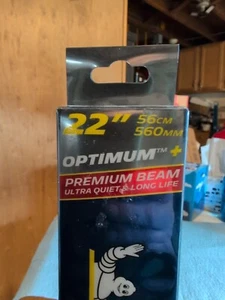 22" 56CM
560MM
OPTIMUM™+
PREMIUM BEAM
ULTRA QUIET + LONG LIFE